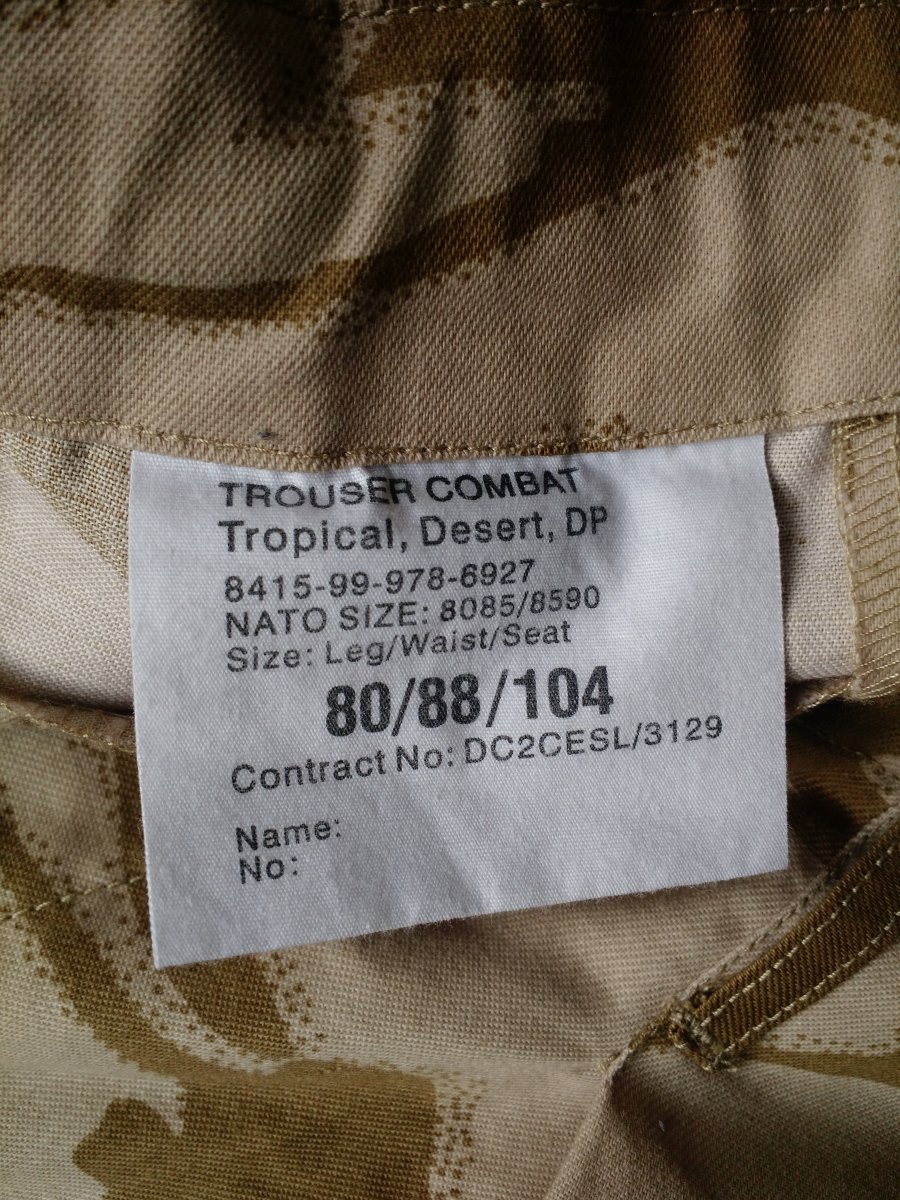 TROUSER COMBAT
Tropical, Desert, DP
8415-99-978-6927
NATO SIZE: 8085/8590
Size: Leg/Waist/Seat
80/88/104
Contract No: DC2CESL/3129
Name:
No: